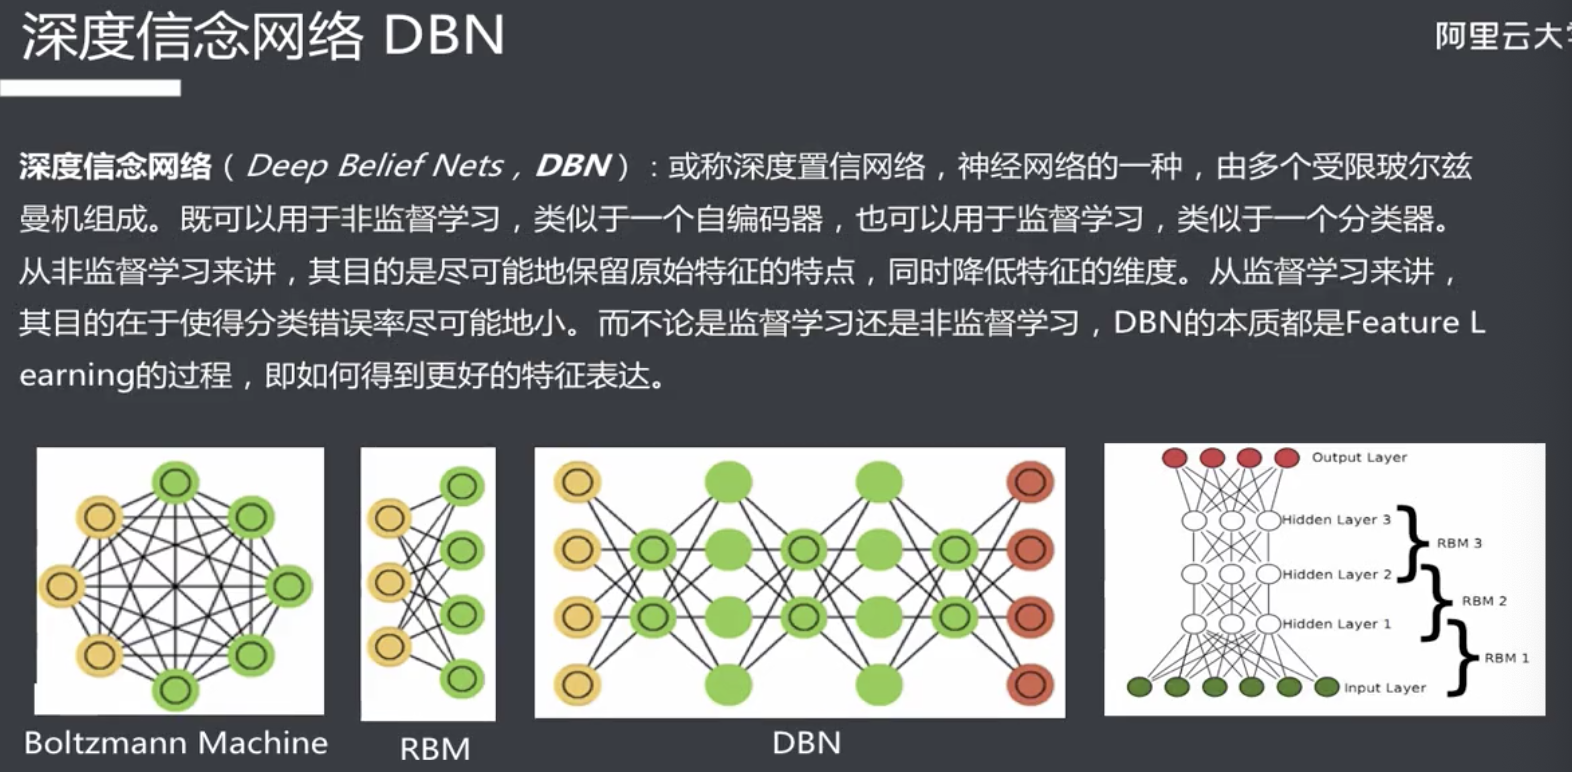 深度信念网络 DBN
阿里云大
深度信念网络（Deep Belief Nets，DBN）：或称深度置信网络，神经网络的一种，由多个受限玻尔兹
曼机组成。既可以用于非监督学习，类似于一个自编码器，也可以用于监督学习，类似于一个分类器。
从非监督学习来讲，其目的是尽可能地保留原始特征的特点，同时降低特征的维度。从监督学习来讲，
其目的在于使得分类错误率尽可能地小。而不论是监督学习还是非监督学习，DBN的本质都是Feature L
earning的过程，即如何得到更好的特征表达。
Output Layer
Hidden Layer 3
RBM 3
Hidden Layer 2
RBM 2
Hidden Layer 1
RBM 1
Input Layer
Boltzmann Machine
RBM
DBN